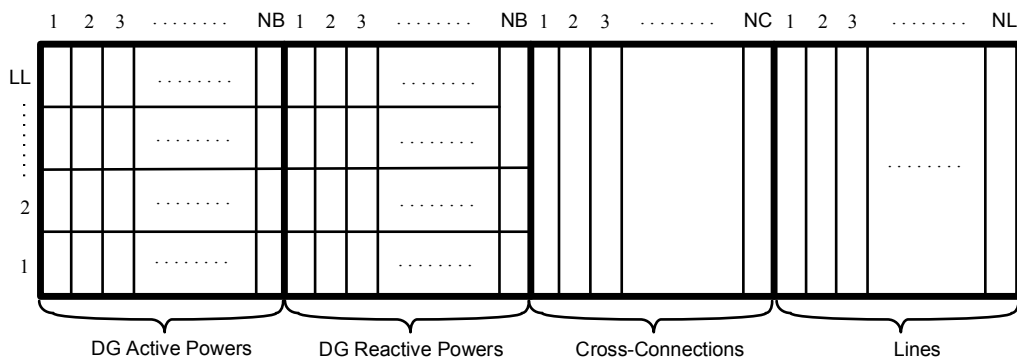 1 2 3 ........ NB 1 2 3 ........ NB 1 2 3 ........ NC 1 2 3 ........ NL
LL ........ ........
........ ........ ........ ........
2 ........ ........
1 ........ ........
DG Active Powers DG Reactive Powers Cross-Connections Lines